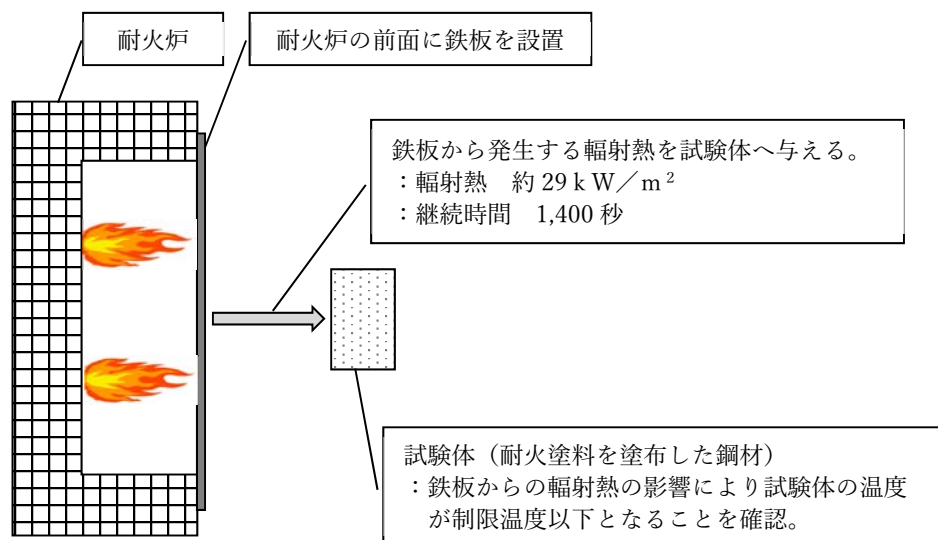 耐火炉
耐火炉の前面に鉄板を設置
鉄板から発生する輻射熱を試験体へ与える。
:輻射熱　約 29ｋW／m²
:継続時間　1,400 秒
試験体（耐火塗料を塗布した鋼材）
:鉄板からの輻射熱の影響により試験体の温度
が制限温度以下となることを確認。